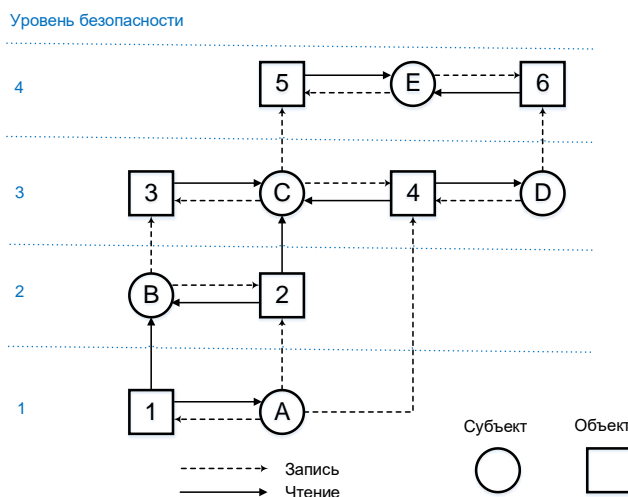 Уровень безопасности
4
5
E
6
3
3
C
4
D
2
B
2
1
1
A
Субъект
Объект
Запись
Чтение